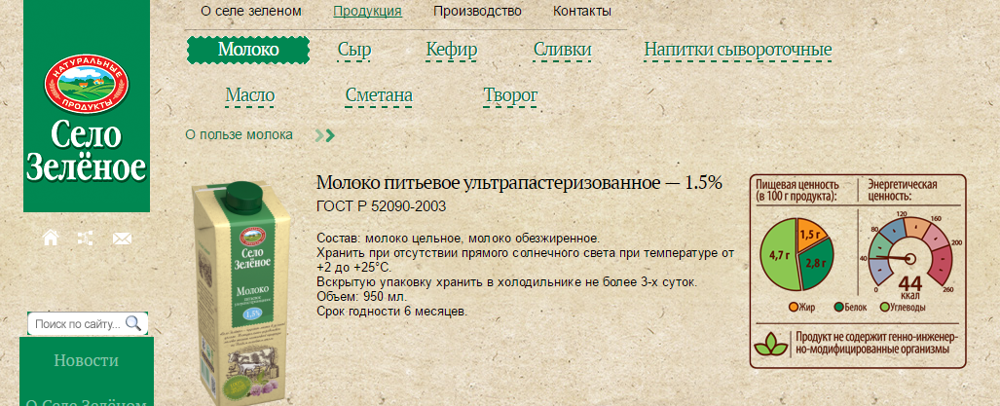 О селе зеленом Продукция Производство Контакты
Молоко Сыр Кефир Сливки Напитки сывороточные
Масло Сметана Творог
НАТУРАЛЬНЫЕ
ПРОДУКТЫ
Село
Зелёное
О пользе молока
Молоко питьевое ультрапастеризованное — 1.5%
ГОСТ Р 52090-2003
Состав: молоко цельное, молоко обезжиренное.
Хранить при отсутствии прямого солнечного света при температуре от
+2 до +25°С.
Вскрытую упаковку хранить в холодильнике не более 3-х суток.
Объем: 950 мл.
Срок годности 6 месяцев.
Село
Зелёное
Молоко
1,5%
Пищевая ценность
(в 100 г продукта):
1,5 г
4,7 г
2,8 г
Жир Белок Углеводы
Энергетическая
ценность:
0
40
80
120
160
200
260
44
ккал
Продукт не содержит генно-инженер-
но-модифицированные организмы
Поиск по сайту...
Новости
О Селе Зелёном